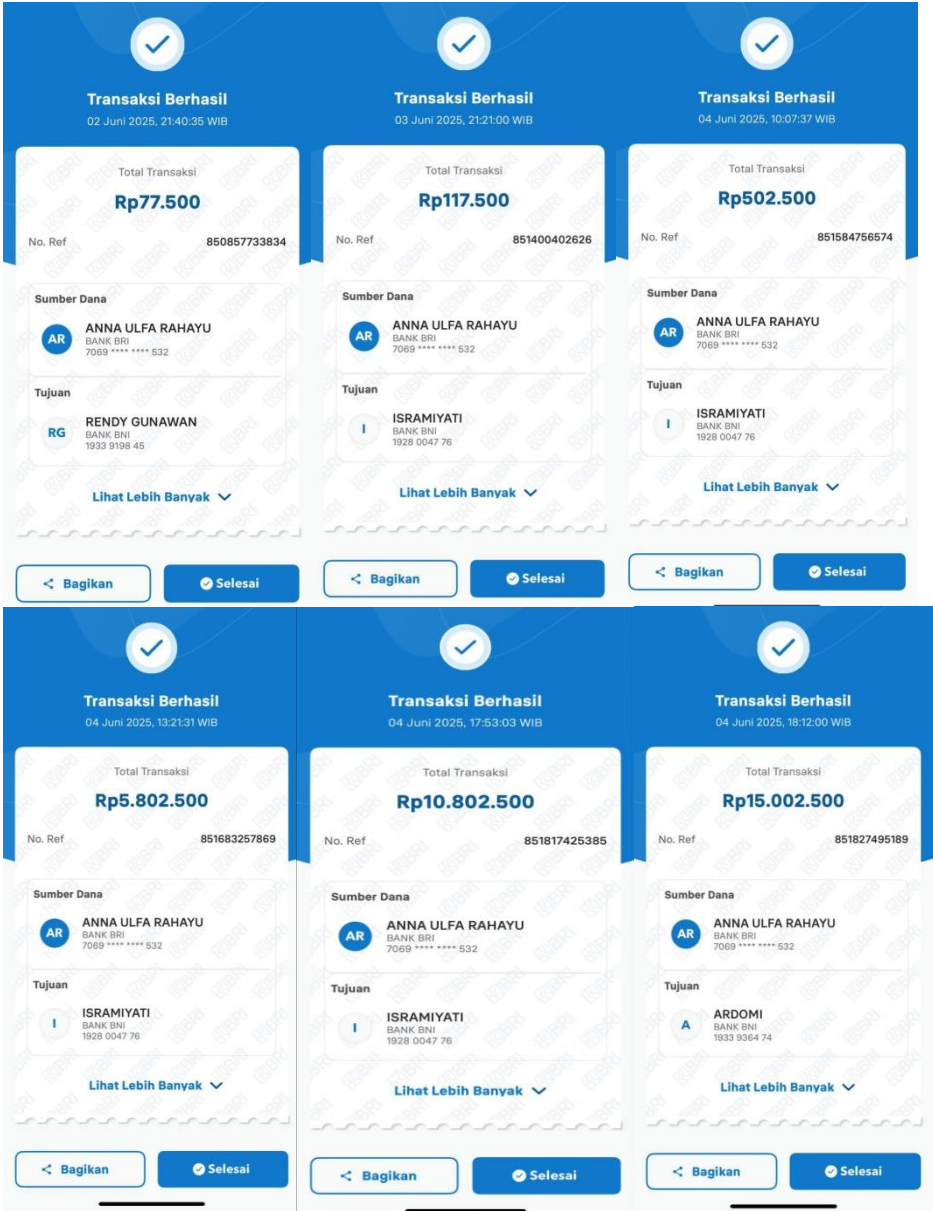 Transaksi Berhasil
02 Juni 2025, 21:40:35 WIB
Total Transaksi
Rp77.500
No. Ref 850857733834
Sumber Dana
AR
ANNA ULFA RAHAYU
BANK BRI
7069 **** **** 532
Tujuan
RG
RENDY GUNAWAN
BANK BNI
1933 9198 45
Lihat Lebih Banyak
Bagikan
Selesai
Transaksi Berhasil
03 Juni 2025, 21:21:00 WIB
Total Transaksi
Rp117.500
No. Ref 851400402626
Sumber Dana
AR
ANNA ULFA RAHAYU
BANK BRI
7069 **** **** 532
Tujuan
I
ISRAMIYATI
BANK BNI
1928 0047 76
Lihat Lebih Banyak
Bagikan
Selesai
Transaksi Berhasil
04 Juni 2025, 10:07:37 WIB
Total Transaksi
Rp502.500
No. Ref 851584756574
Sumber Dana
AR
ANNA ULFA RAHAYU
BANK BRI
7069 **** **** 532
Tujuan
I
ISRAMIYATI
BANK BNI
1928 0047 76
Lihat Lebih Banyak
Bagikan
Selesai
Transaksi Berhasil
04 Juni 2025, 13:21:31 WIB
Total Transaksi
Rp5.802.500
No. Ref 851683257869
Sumber Dana
AR
ANNA ULFA RAHAYU
BANK BRI
7069 **** **** 532
Tujuan
I
ISRAMIYATI
BANK BNI
1928 0047 76
Lihat Lebih Banyak
Bagikan
Selesai
Transaksi Berhasil
04 Juni 2025, 17:53:03 WIB
Total Transaksi
Rp10.802.500
No. Ref 851817425385
Sumber Dana
AR
ANNA ULFA RAHAYU
BANK BRI
7069 **** **** 532
Tujuan
I
ISRAMIYATI
BANK BNI
1928 0047 76
Lihat Lebih Banyak
Bagikan
Selesai
Transaksi Berhasil
04 Juni 2025, 18:12:00 WIB
Total Transaksi
Rp15.002.500
No. Ref 851827495189
Sumber Dana
AR
ANNA ULFA RAHAYU
BANK BRI
7069 **** **** 532
Tujuan
A
ARDOMI
BANK BNI
1933 9364 74
Lihat Lebih Banyak
Bagikan
Selesai